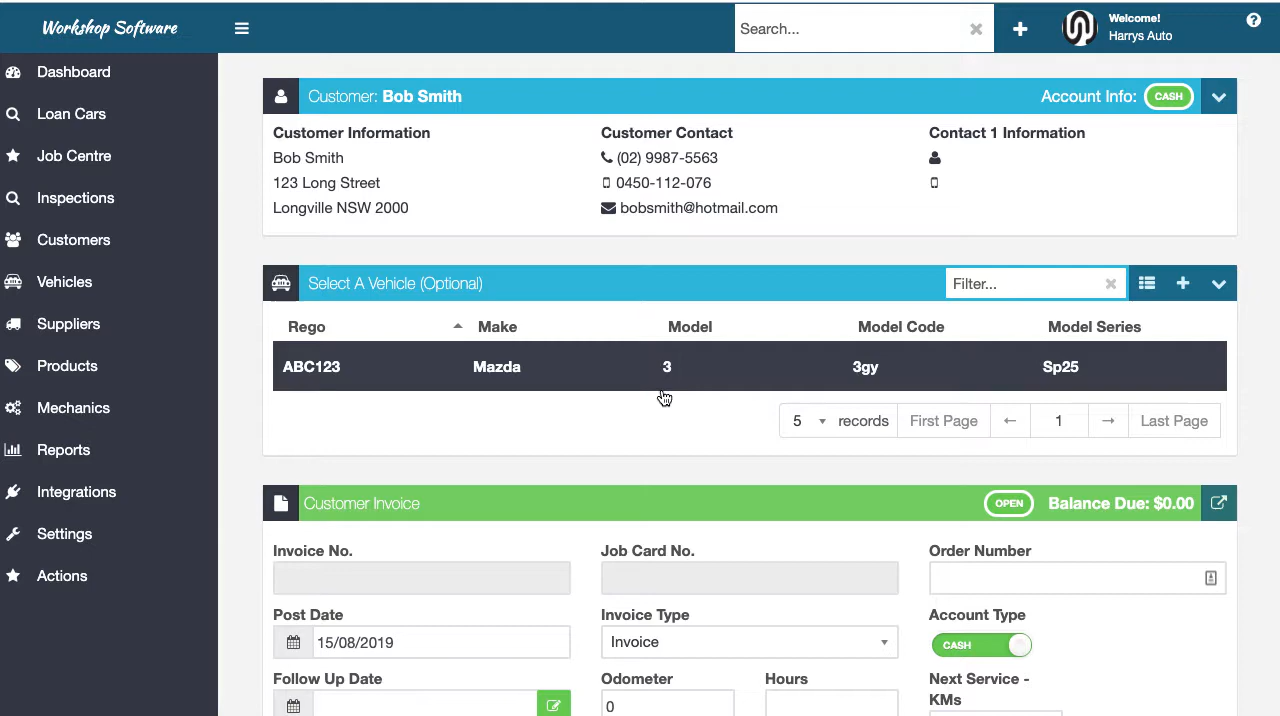 Workshop Software
Search...
Welcome!
Harrys Auto
Dashboard
Loan Cars
Job Centre
Inspections
Customers
Vehicles
Suppliers
Products
Mechanics
Reports
Integrations
Settings
Actions
Customer: Bob Smith
Account Info: CASH
Customer Information
Bob Smith
123 Long Street
Longville NSW 2000
Customer Contact
(02) 9987-5563
0450-112-076
bobsmith@hotmail.com
Contact 1 Information
Select A Vehicle (Optional)
Filter...
Rego Make Model Model Code Model Series
ABC123 Mazda 3 3gy Sp25
5 records First Page ← 1 → Last Page
Customer Invoice
OPEN Balance Due: $0.00
Invoice No. Job Card No. Order Number
Post Date Invoice Type Account Type
15/08/2019 Invoice CASH
Follow Up Date Odometer Hours Next Service -
KMs
0